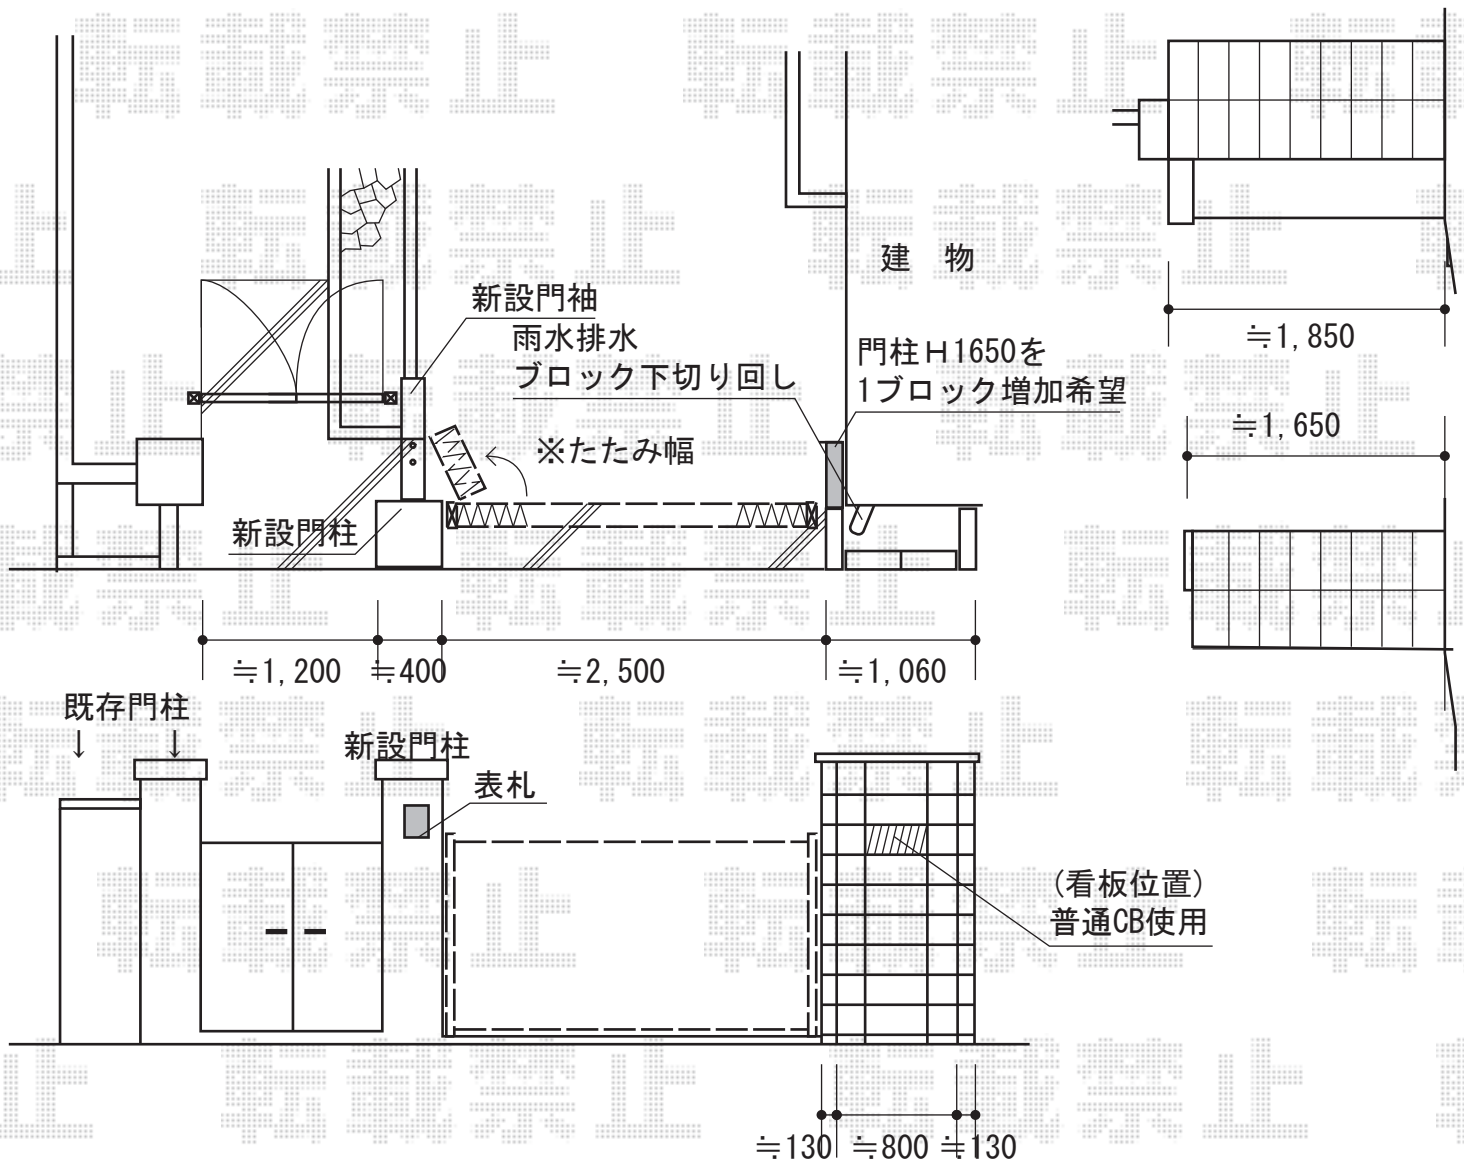 建 物
新設門袖
雨水排水
ブロック下切り回し
門柱H1650を
1ブロック増加希望
※たたみ幅
新設門柱
≒1,850
≒1,650
≒1,200
≒400
≒2,500
≒1,060
既存門柱
↓ ↓
新設門柱
表札
(看板位置)
普通CB使用
≒130
≒800
≒130
転載禁止